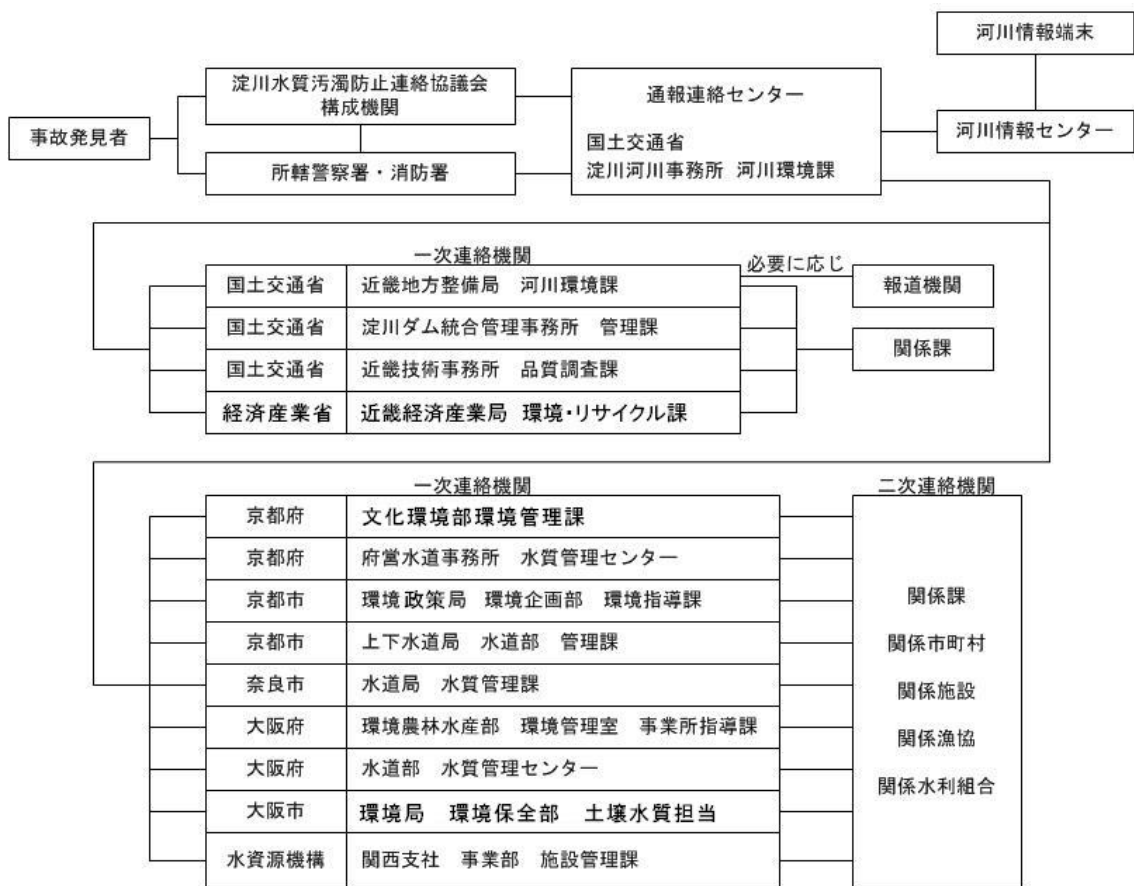 河川情報端末
淀川水質汚濁防止連絡協議会
構成機関
通報連絡センター
事故発見者
国土交通省
河川情報センター
所轄警察署・消防署
淀川河川事務所 河川環境課
一次連絡機関
必要に応じ
国土交通省 近畿地方整備局 河川環境課
報道機関
国土交通省 淀川ダム統合管理事務所 管理課
関係課
国土交通省 近畿技術事務所 品質調査課
経済産業省 近畿経済産業局 環境・リサイクル課
一次連絡機関
二次連絡機関
京都府 文化環境部環境管理課
京都府 府営水道事務所 水質管理センター
京都市 環境政策局 環境企画部 環境指導課
京都市 上下水道局 水道部 管理課
奈良市 水道局 水質管理課
大阪府 環境農林水産部 環境管理室 事業所指導課
大阪府 水道部 水質管理センター
大阪市 環境局 環境保全部 土壌水質担当
水資源機構 関西支社 事業部 施設管理課
関係課
関係市町村
関係施設
関係漁協
関係水利組合